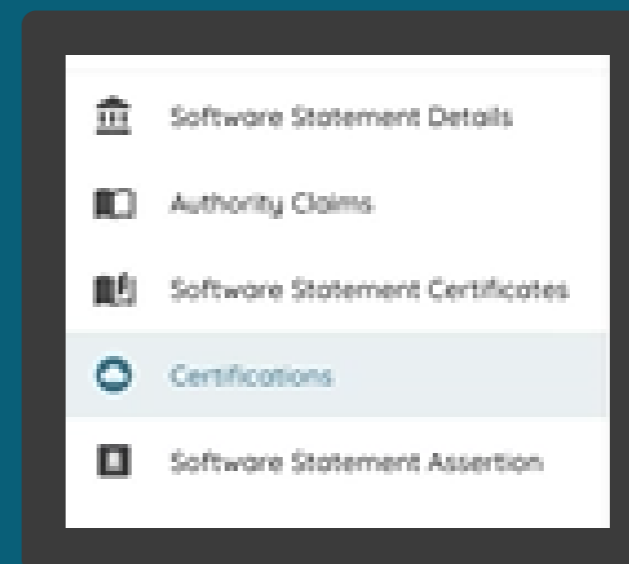 Software Statement Details
Authority Claims
Software Statement Certificates
Certifications
Software Statement Assertion